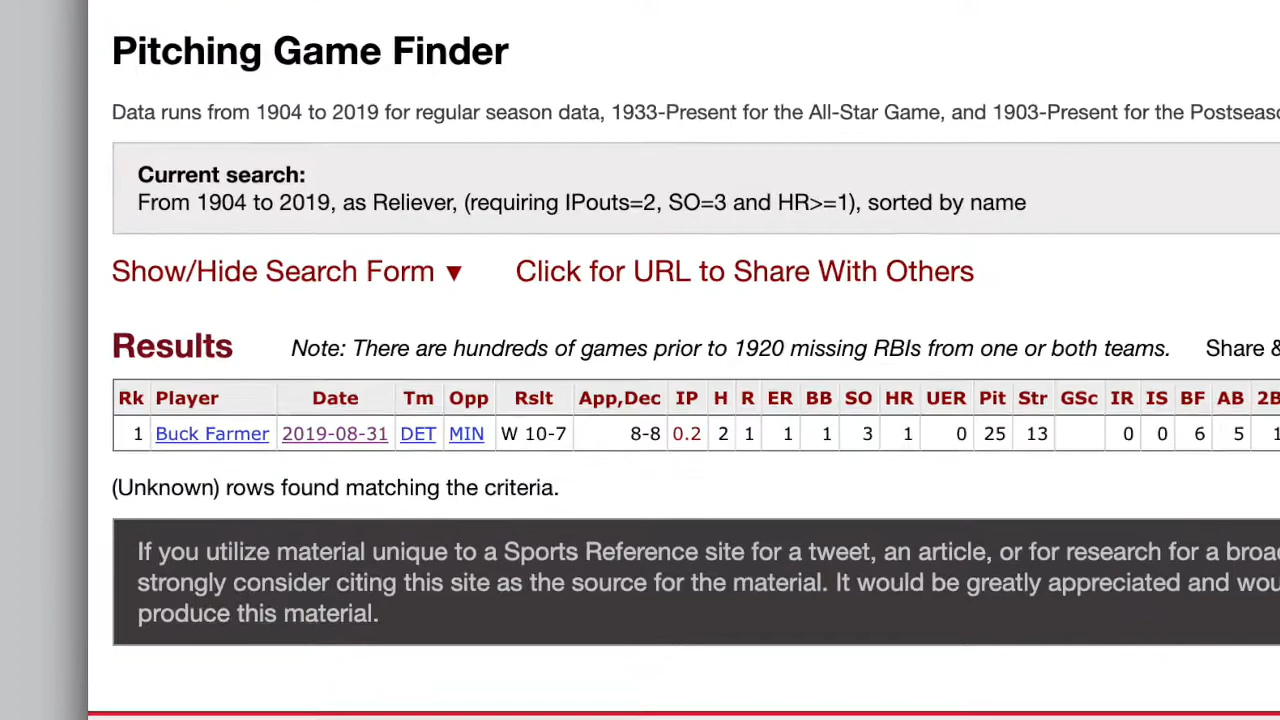 Pitching Game Finder
Data runs from 1904 to 2019 for regular season data, 1933-Present for the All-Star Game, and 1903-Present for the Postseaso
Current search:
From 1904 to 2019, as Reliever, (requiring IPouts=2, SO=3 and HR>=1), sorted by name
Show/Hide Search Form ▼ Click for URL to Share With Others
Results Note: There are hundreds of games prior to 1920 missing RBIs from one or both teams. Share &
Rk Player Date Tm Opp Rslt App,Dec IP H R ER BB SO HR UER Pit Str GSc IR IS BF AB 2B
1 Buck Farmer 2019-08-31 DET MIN W 10-7 8-8 0.2 2 1 1 1 3 1 0 25 13 0 0 6 5 1
(Unknown) rows found matching the criteria.
If you utilize material unique to a Sports Reference site for a tweet, an article, or for research for a broa
strongly consider citing this site as the source for the material. It would be greatly appreciated and wou
produce this material.